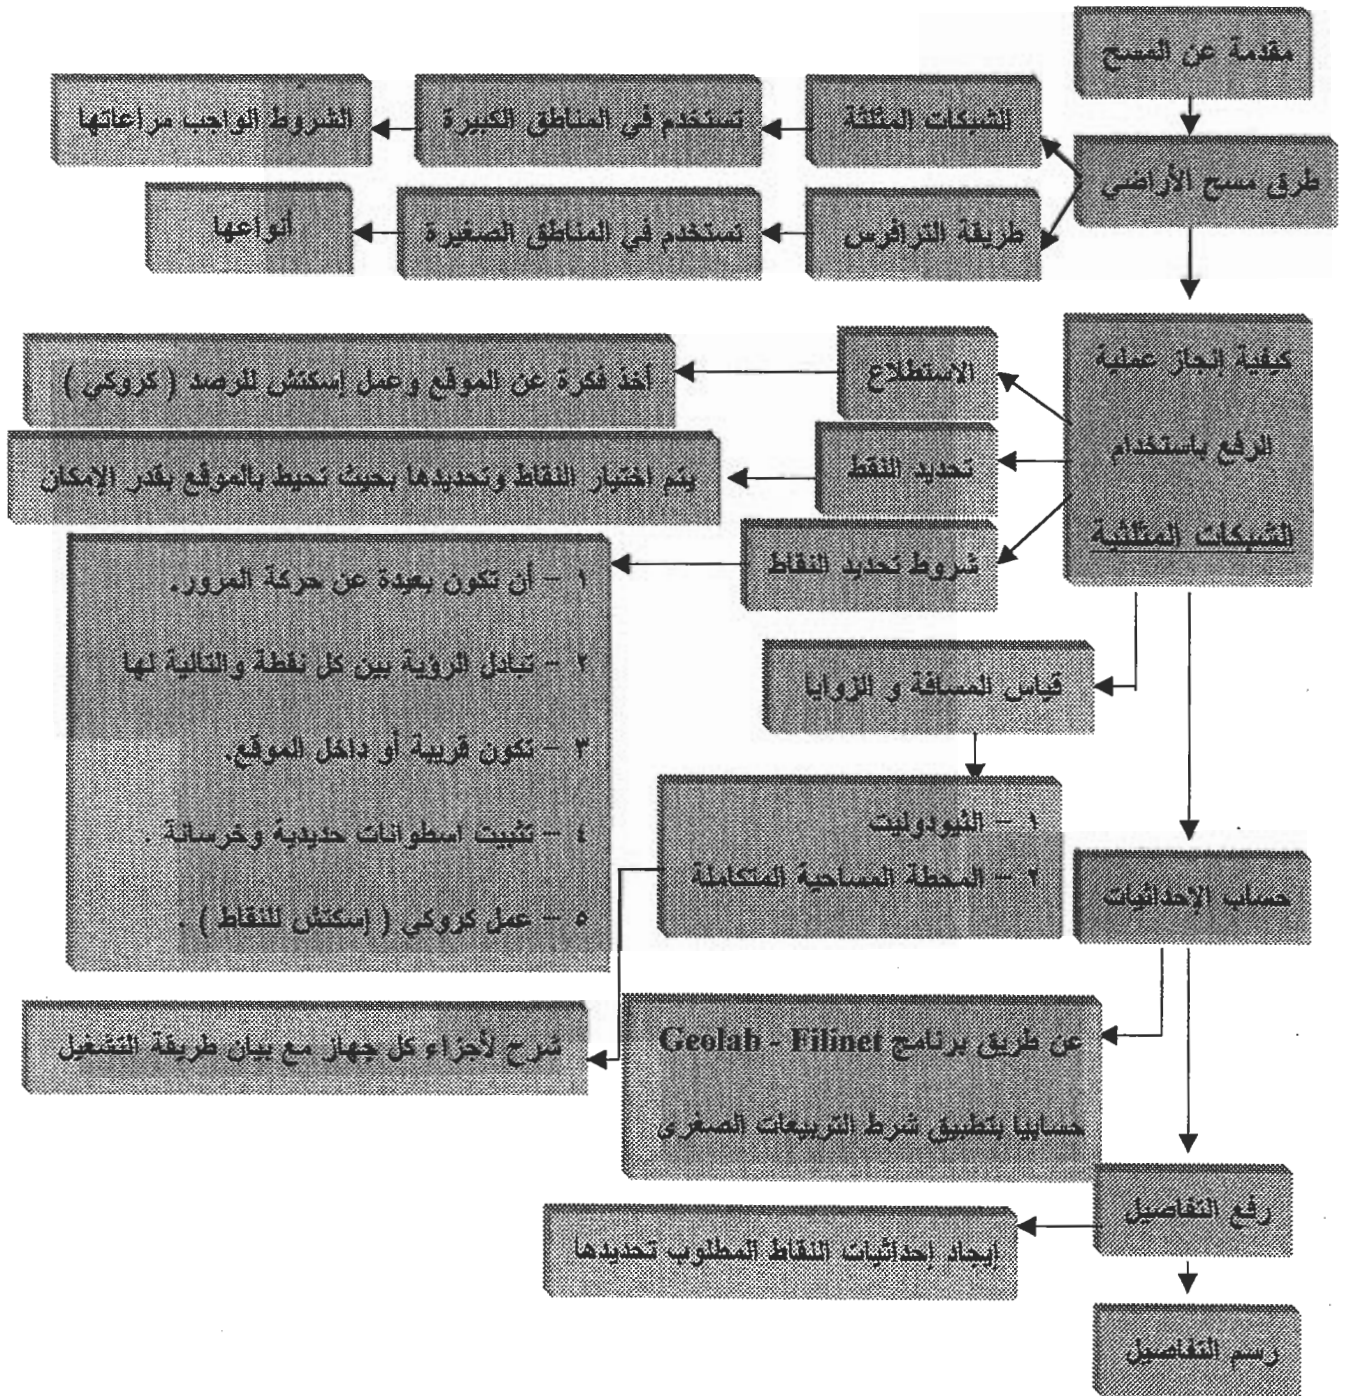 مقدمة عن المسح
الشبكات المثلثة
تستخدم في المناطق الكبيرة
الشروط الواجب مراعاتها
طرق مسح الأراضي
طريقة الترافرس
تستخدم في المناطق الصغيرة
أنواعها
كيفية إنجاز عملية
الرفع باستخدام
الشبكات المثلثية
الاستطلاع
أخذ فكرة عن الموقع وعمل إسكتش للرصد ( كروكي )
تحديد النقط
يتم اختيار النقاط وتحديدها بحيث تحيط بالموقع بقدر الإمكان
شروط تحديد النقاط
١ - أن تكون بعيدة عن حركة المرور.
٢ - تبادل الرؤية بين كل نقطة والتالية لها
٣ - تكون قريبة أو داخل الموقع.
٤ - تثبيت اسطوانات حديدية وخرسانة .
٥ - عمل كروكي ( إسكتش للنقاط ) .
قياس المسافة و الزوايا
١ - الثيودوليت
٢ - المحطة المساحية المتكاملة
شرح لأجزاء كل جهاز مع بيان طريقة التشغيل
حساب الإحداثيات
عن طريق برنامج Geolab - Filinet
حسابيا بتطبيق شرط التربيعات الصغرى
رفع التفاصيل
إيجاد إحداثيات النقاط المطلوب تحديدها
رسم التفاصيل